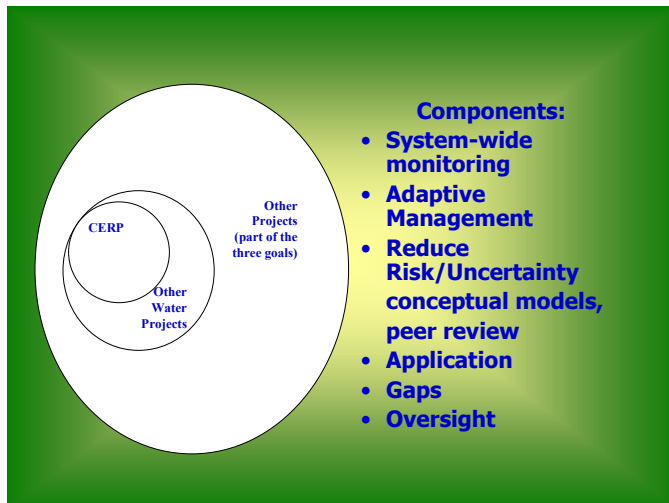 CERP
Other
Water
Projects
Other
Projects
(part of the
three goals)
Components:
• System-wide
monitoring
• Adaptive
Management
• Reduce
Risk/Uncertainty
conceptual models,
peer review
• Application
• Gaps
• Oversight